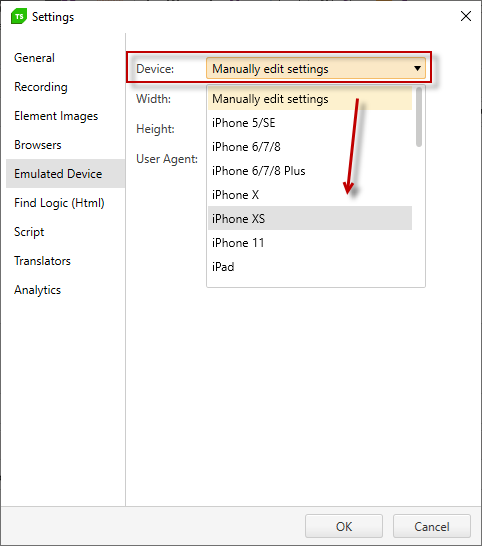 TS Settings
General
Recording
Element Images
Browsers
Emulated Device
Find Logic (Html)
Script
Translators
Analytics
Device: Manually edit settings
Width:
Height:
User Agent:
Manually edit settings
iPhone 5/SE
iPhone 6/7/8
iPhone 6/7/8 Plus
iPhone X
iPhone XS
iPhone 11
iPad
OK Cancel